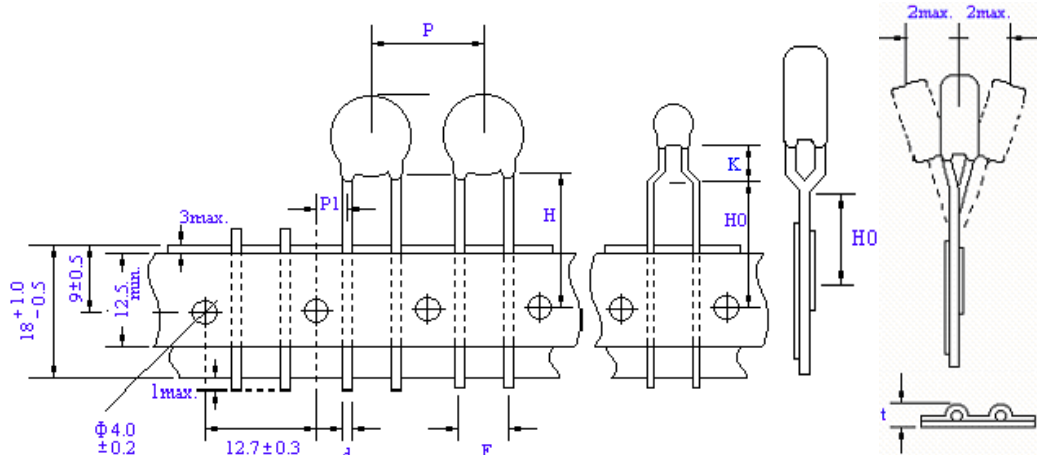 2max. 2max.
P
K
P1
H
H0
3max.
H0
18 +1.0 -0.5
9±0.5
12.5 min.
1max.
t
Φ4.0 ±0.2
12.7±0.3